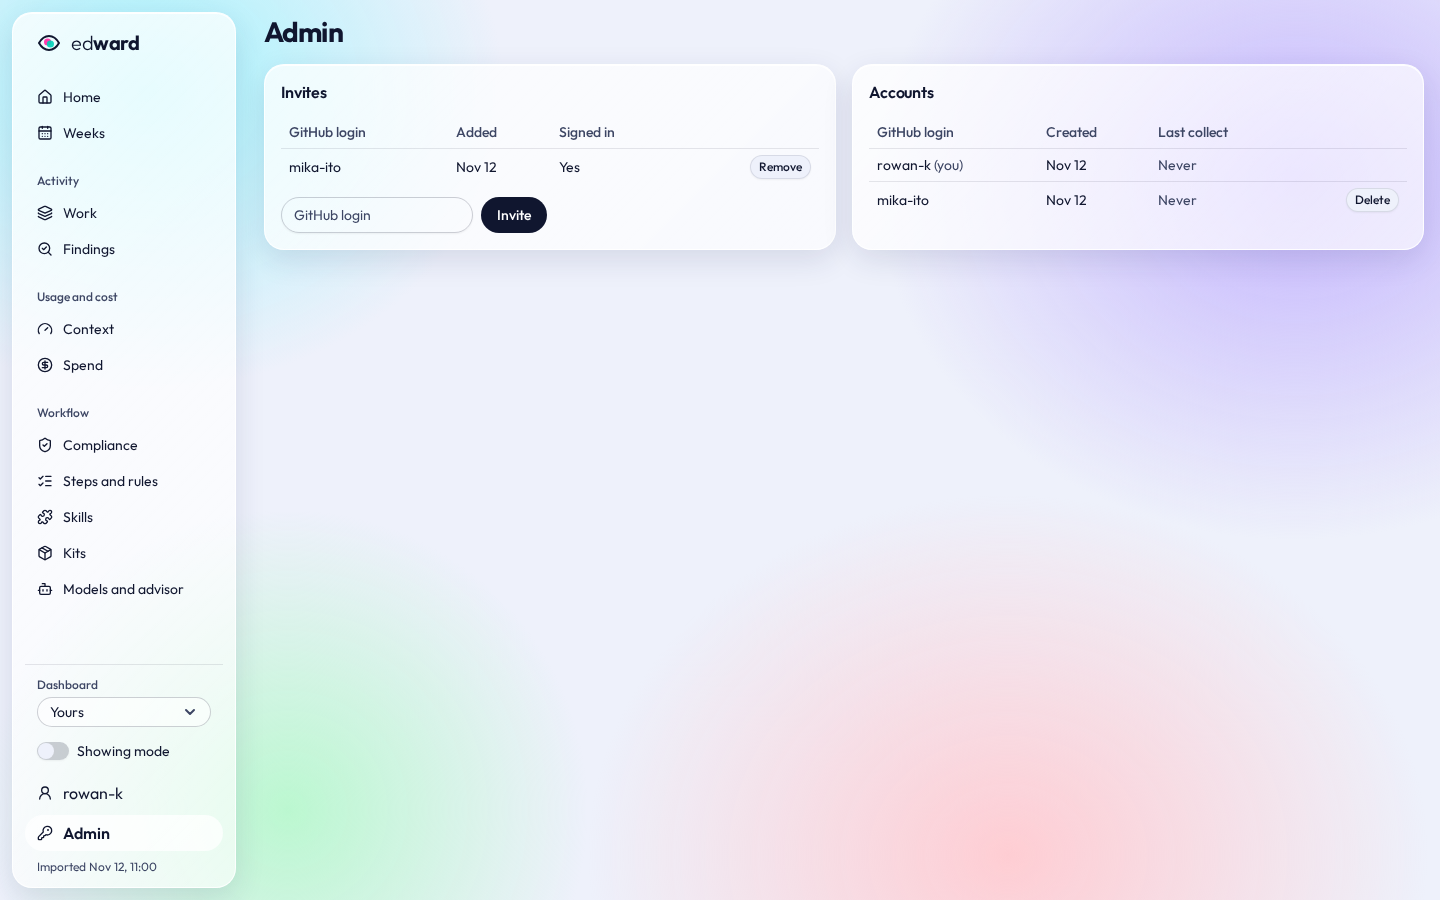 edward
Home
Weeks
Activity
Work
Findings
Usage and cost
Context
Spend
Workflow
Compliance
Steps and rules
Skills
Kits
Models and advisor
Dashboard
Yours
Showing mode
rowan-k
Admin
Imported Nov 12, 11:00
Admin
Invites
GitHub login Added Signed in
mika-ito Nov 12 Yes Remove
GitHub login Invite
Accounts
GitHub login Created Last collect
rowan-k (you) Nov 12 Never
mika-ito Nov 12 Never Delete